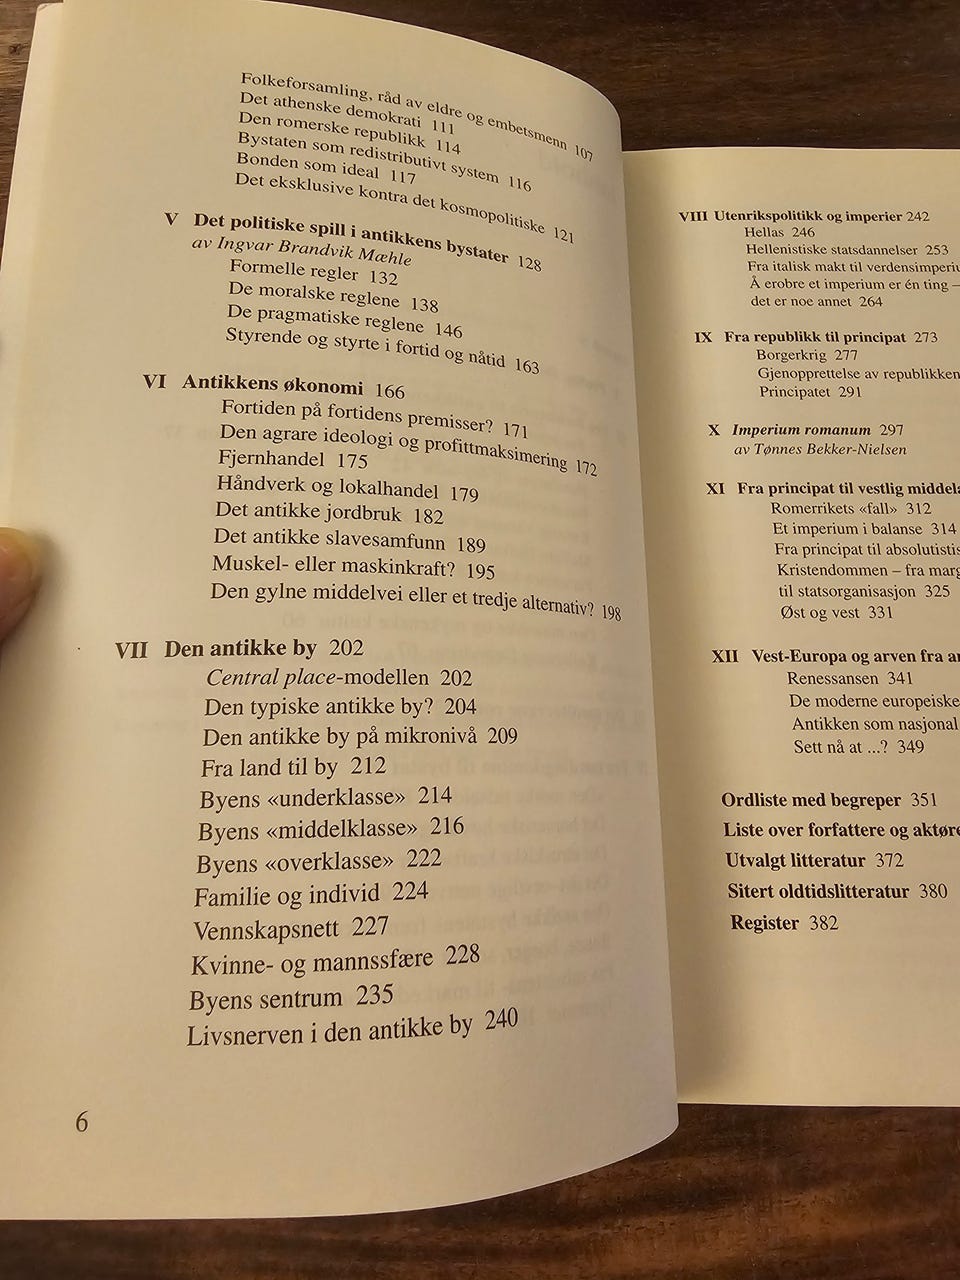 Folkeforsamling, råd av eldre og embetsmenn 107
Det athenske demokrati 111
Den romerske republikk 114
Bystaten som redistributivt system 116
Bonden som ideal 117
Det eksklusive kontra det kosmopolitiske 121
V Det politiske spill i antikkens bystater 128
av Ingvar Brandvik Mæhle
Formelle regler 132
De moralske reglene 138
De pragmatiske reglene 146
Styrende og styrte i fortid og nåtid 163
VI Antikkens økonomi 166
Fortiden på fortidens premisser? 171
Den agrare ideologi og profittmaksimering 172
Fjernhandel 175
Håndverk og lokalhandel 179
Det antikke jordbruk 182
Det antikke slavesamfunn 189
Muskel- eller maskinkraft? 195
Den gylne middelvei eller et tredje alternativ? 198
VII Den antikke by 202
Central place-modellen 202
Den typiske antikke by? 204
Den antikke by på mikronivå 209
Fra land til by 212
Byens «underklasse» 214
Byens «middelklasse» 216
Byens «overklasse» 222
Familie og individ 224
Vennskapsnett 227
Kvinne- og mannssfære 228
Byens sentrum 235
Livsnerven i den antikke by 240
6
VIII Utenrikspolitikk og imperier 242
Hellas 246
Hellenistiske statsdannelser 253
Fra italisk makt til
Å erobre et imperium er én ting –
det er noe annet 264
IX Fra republikk til principat 273
Borgerkrig 277
Gjenopprettelse av republikken
Principatet 291
X Imperium romanum 297
av Tønnes Bekker-Nielsen
XI Fra principat til vestlig
Romerrikets «fall» 312
Et imperium i balanse 314
Fra principat til
Kristendommen – fra
til statsorganisasjon 325
Øst og vest 331
XII Vest-Europa og arven fra
Renessansen 341
De moderne
Antikken som nasjonal
Sett nå at ...? 349
Ordliste med begreper 351
Liste over forfattere og
Utvalgt litteratur 372
Sitert oldtidslitteratur 380
Register 382